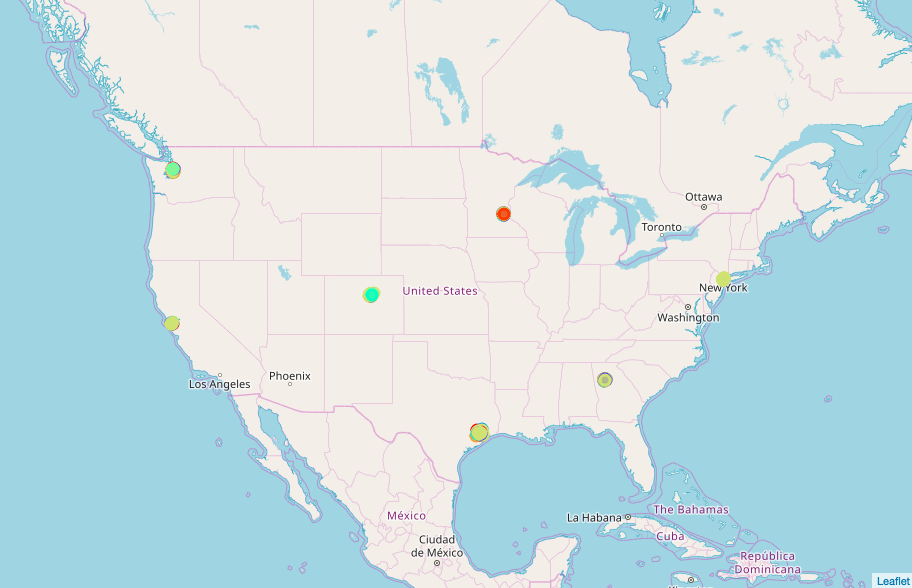 Ottawa
Toronto
New York
United States
Washington
Phoenix
Los Angeles
México
La Habana
The Bahamas
Cuba
Ciudad
de México
República
Dominicana
Leaflet